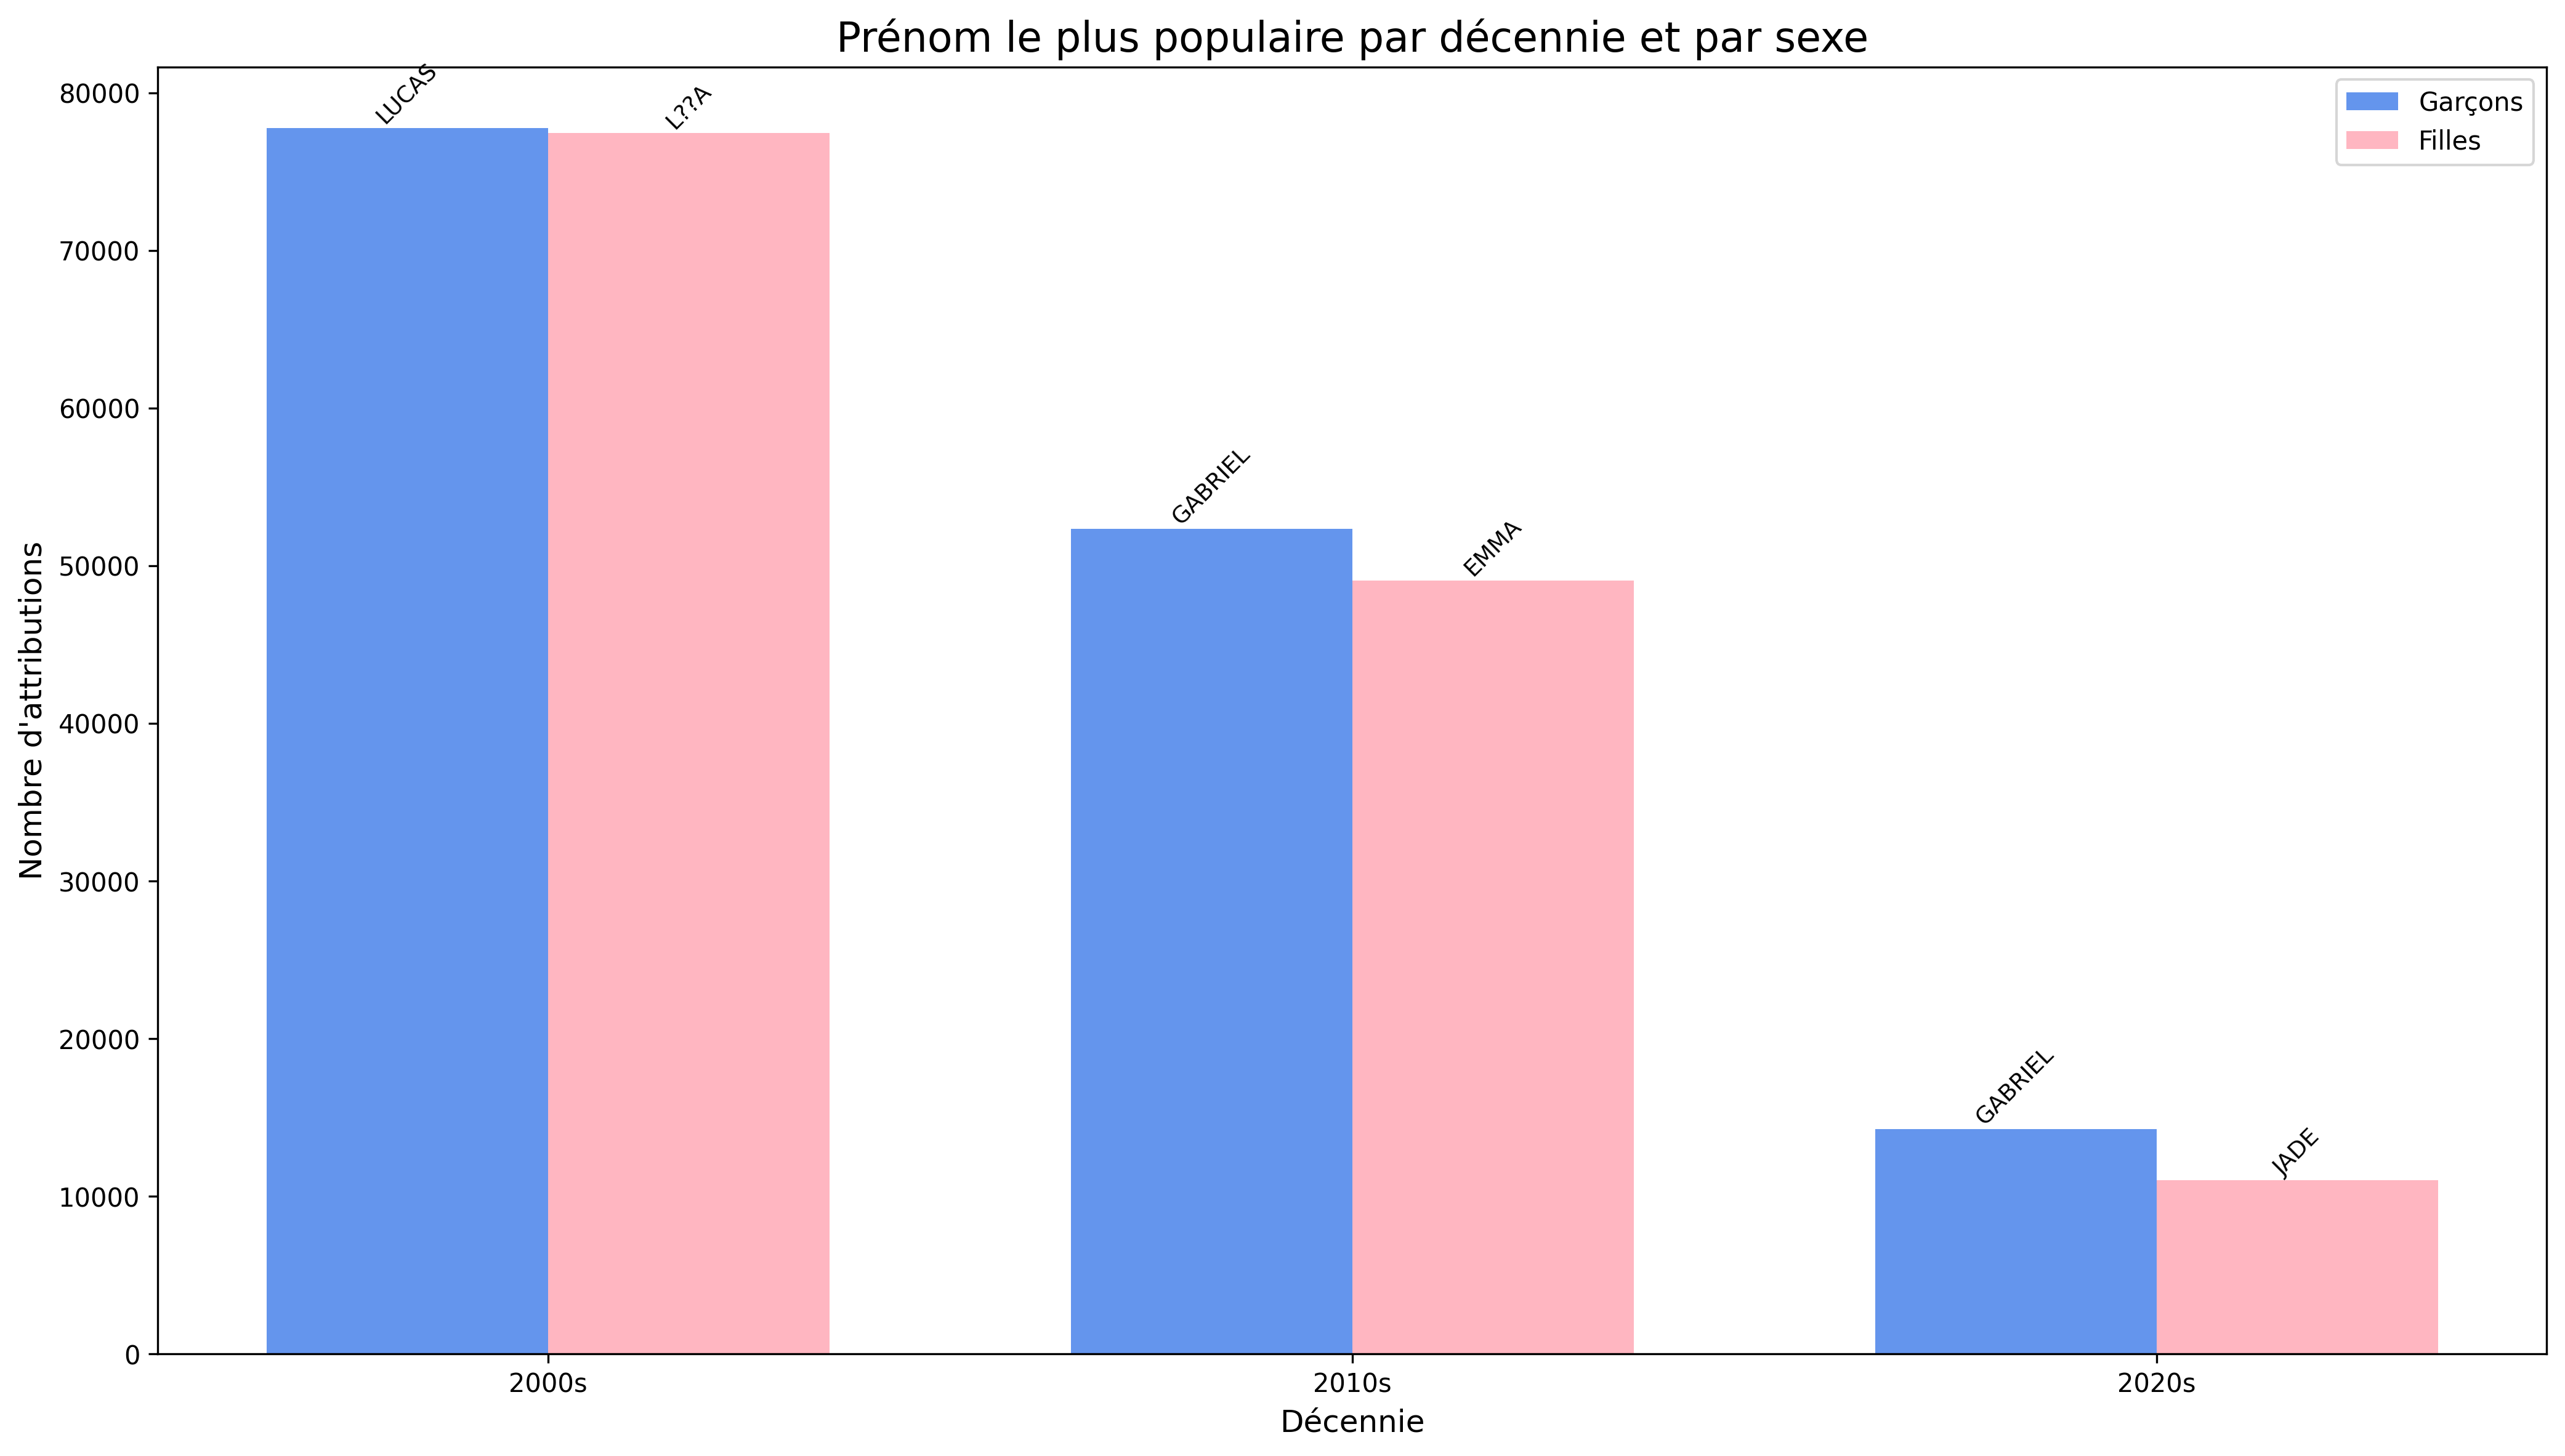 Prénom le plus populaire par décennie et par sexe
Garçons
Filles
LUCAS
L??A
GABRIEL
EMMA
GABRIEL
JADE
Nombre d'attributions
80000
70000
60000
50000
40000
30000
20000
10000
0
2000s
2010s
2020s
Décennie